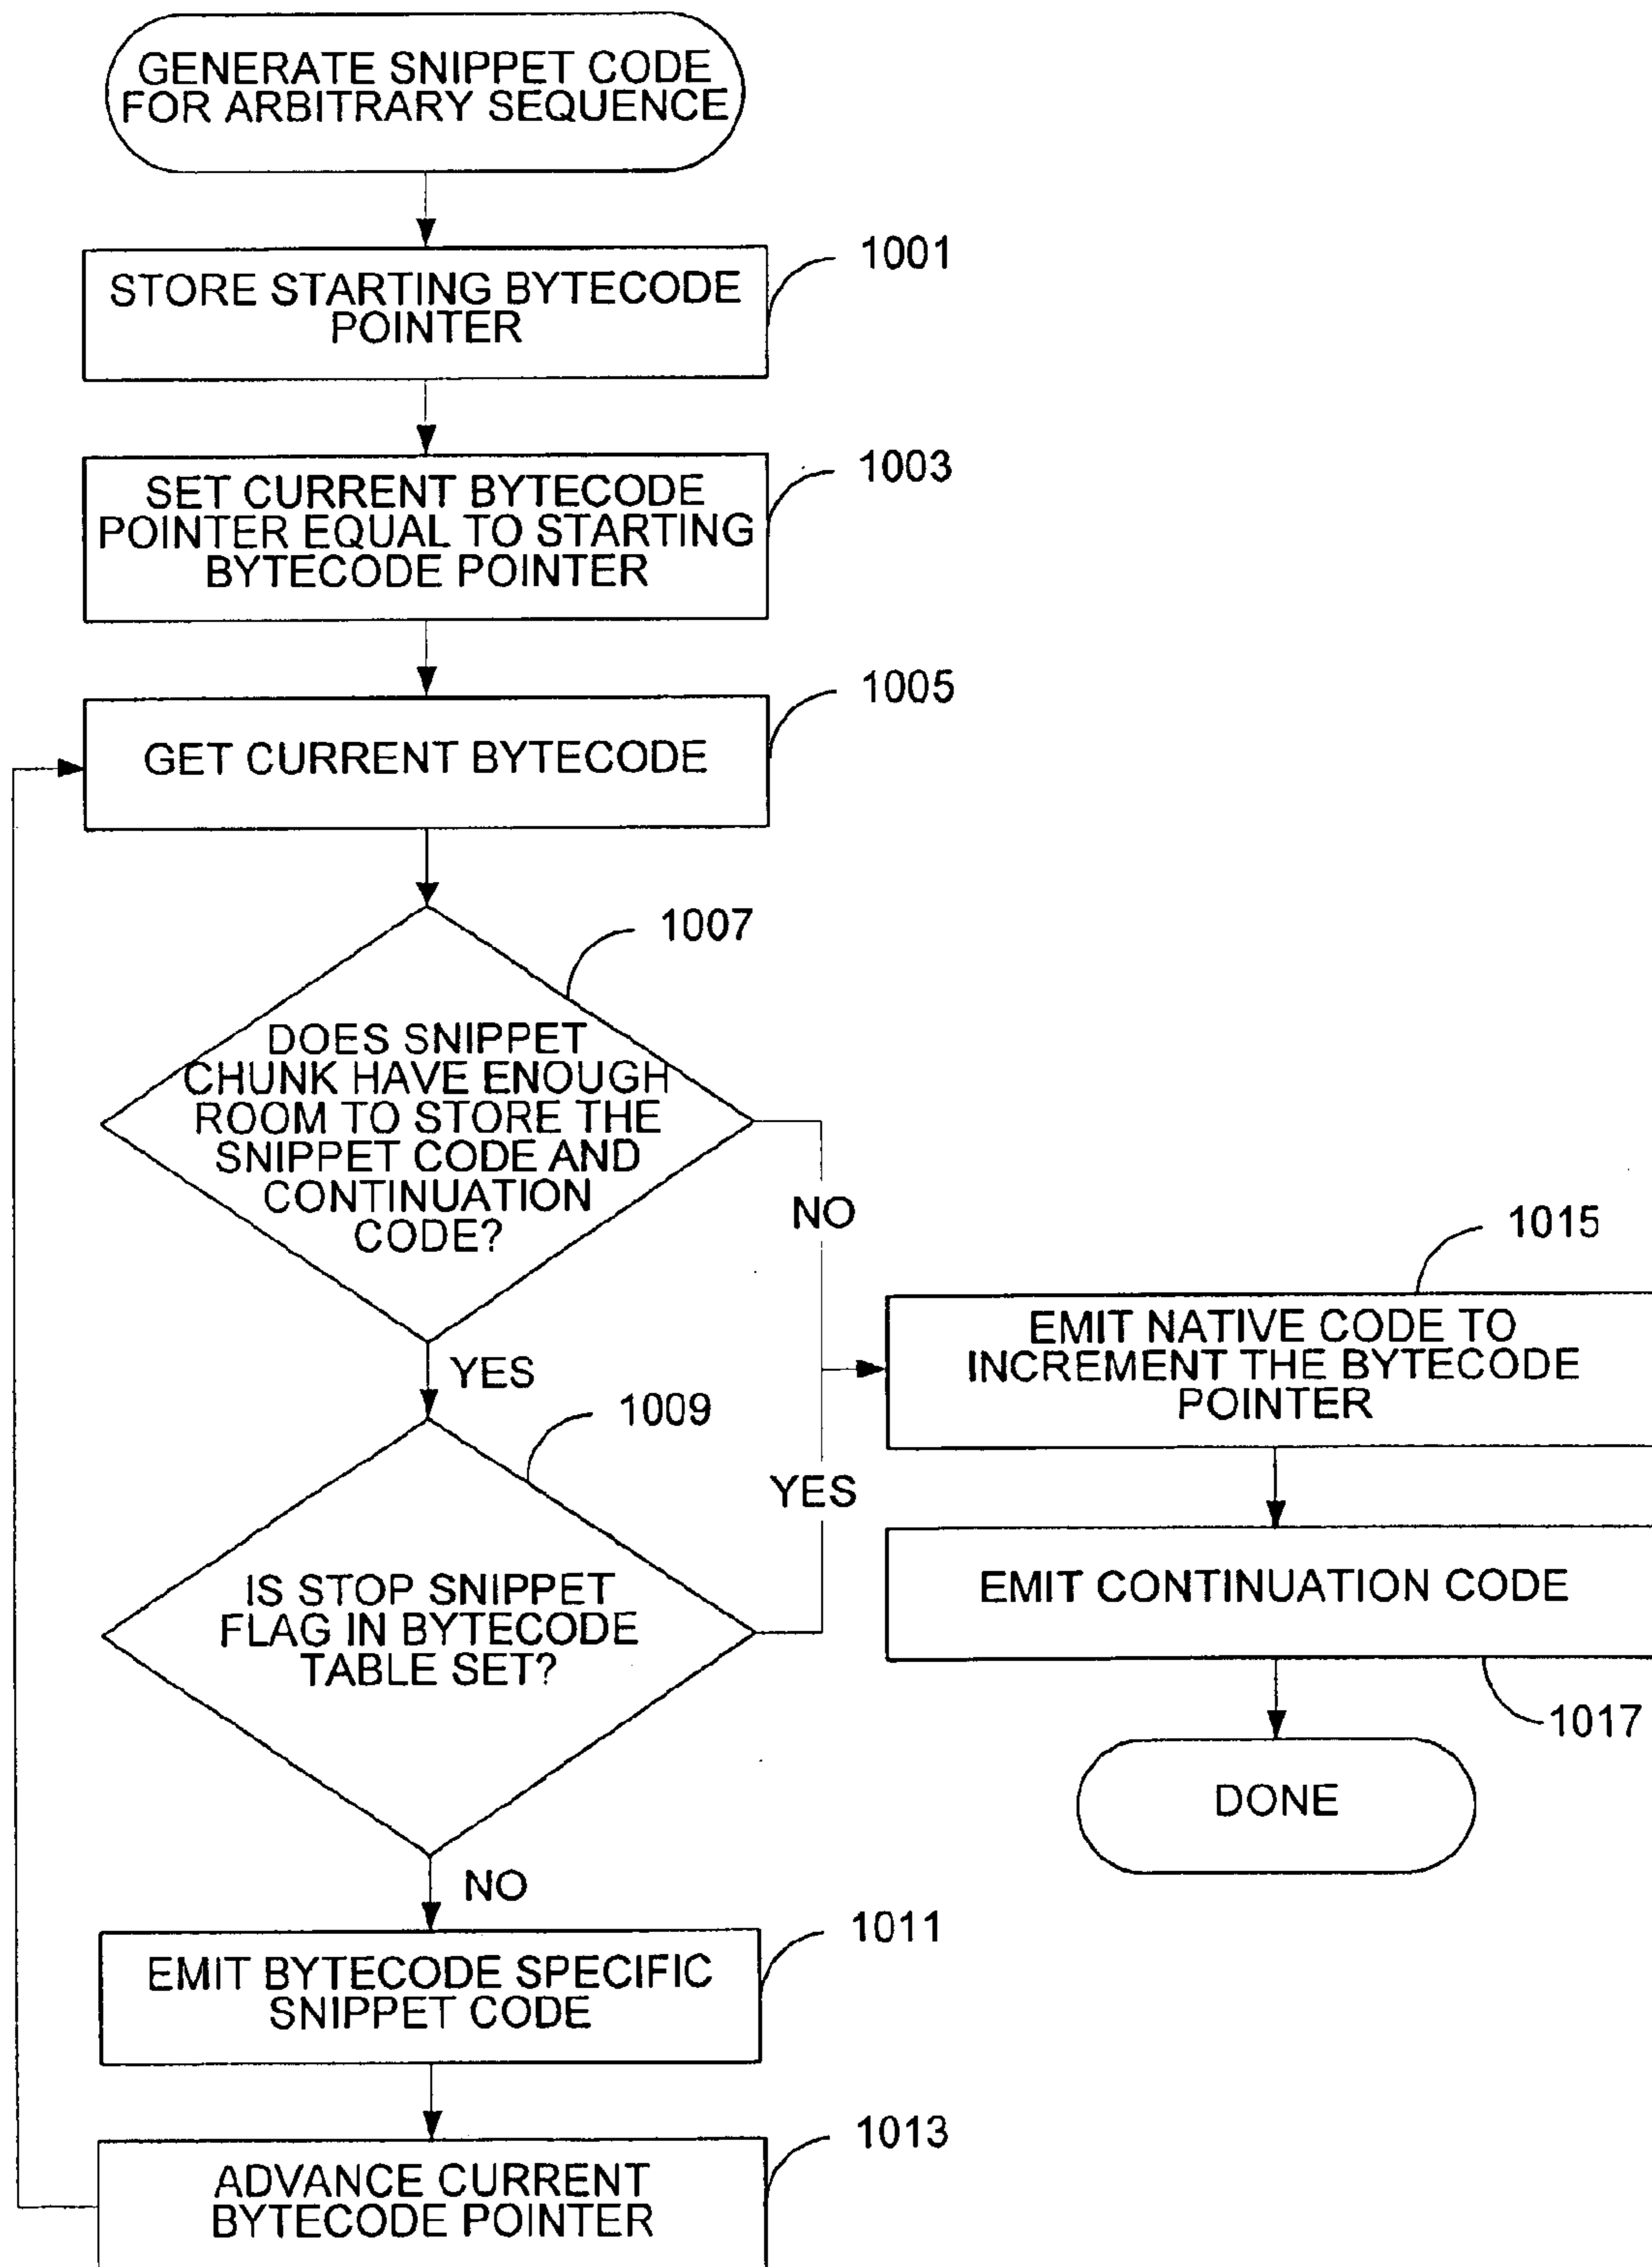 GENERATE SNIPPET CODE
FOR ARBITRARY SEQUENCE
1001
STORE STARTING BYTECODE
POINTER
1003
SET CURRENT BYTECODE
POINTER EQUAL TO STARTING
BYTECODE POINTER
1005
GET CURRENT BYTECODE
1007
DOES SNIPPET
CHUNK HAVE ENOUGH
ROOM TO STORE THE
SNIPPET CODE AND
CONTINUATION
CODE?
NO
YES
1009
IS STOP SNIPPET
FLAG IN BYTECODE
TABLE SET?
YES
NO
1011
EMIT BYTECODE SPECIFIC
SNIPPET CODE
1013
ADVANCE CURRENT
BYTECODE POINTER
1015
EMIT NATIVE CODE TO
INCREMENT THE BYTECODE
POINTER
EMIT CONTINUATION CODE
1017
DONE